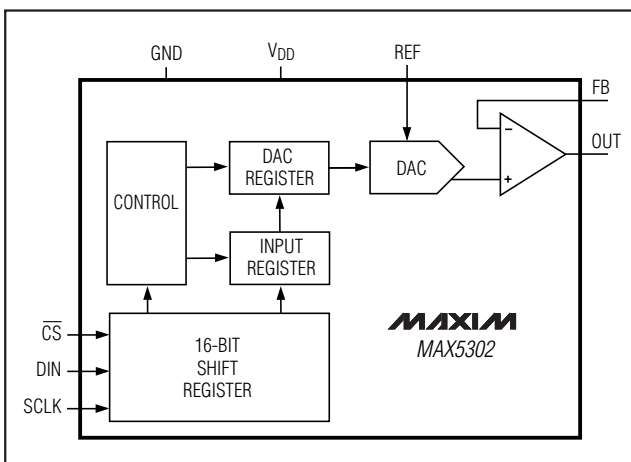 GND
VDD
REF
FB
OUT
DAC
REGISTER
DAC
CONTROL
INPUT
REGISTER
CS
DIN
SCLK
16-BIT
SHIFT
REGISTER
MAXIM
MAX5302
−
+